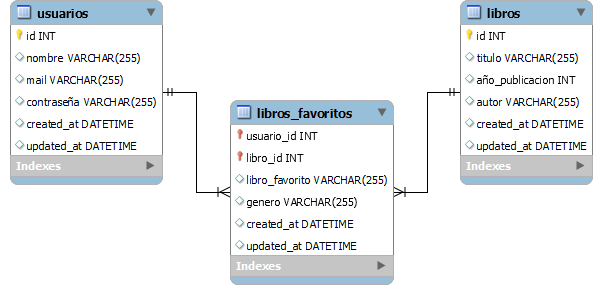 usuarios
id INT
nombre VARCHAR(255)
mail VARCHAR(255)
contraseña VARCHAR(255)
created_at DATETIME
updated_at DATETIME
Indexes
libros_favoritos
usuario_id INT
libro_id INT
libro_favorito VARCHAR(255)
genero VARCHAR(255)
created_at DATETIME
updated_at DATETIME
Indexes
libros
id INT
titulo VARCHAR(255)
año_publicacion INT
autor VARCHAR(255)
created_at DATETIME
updated_at DATETIME
Indexes